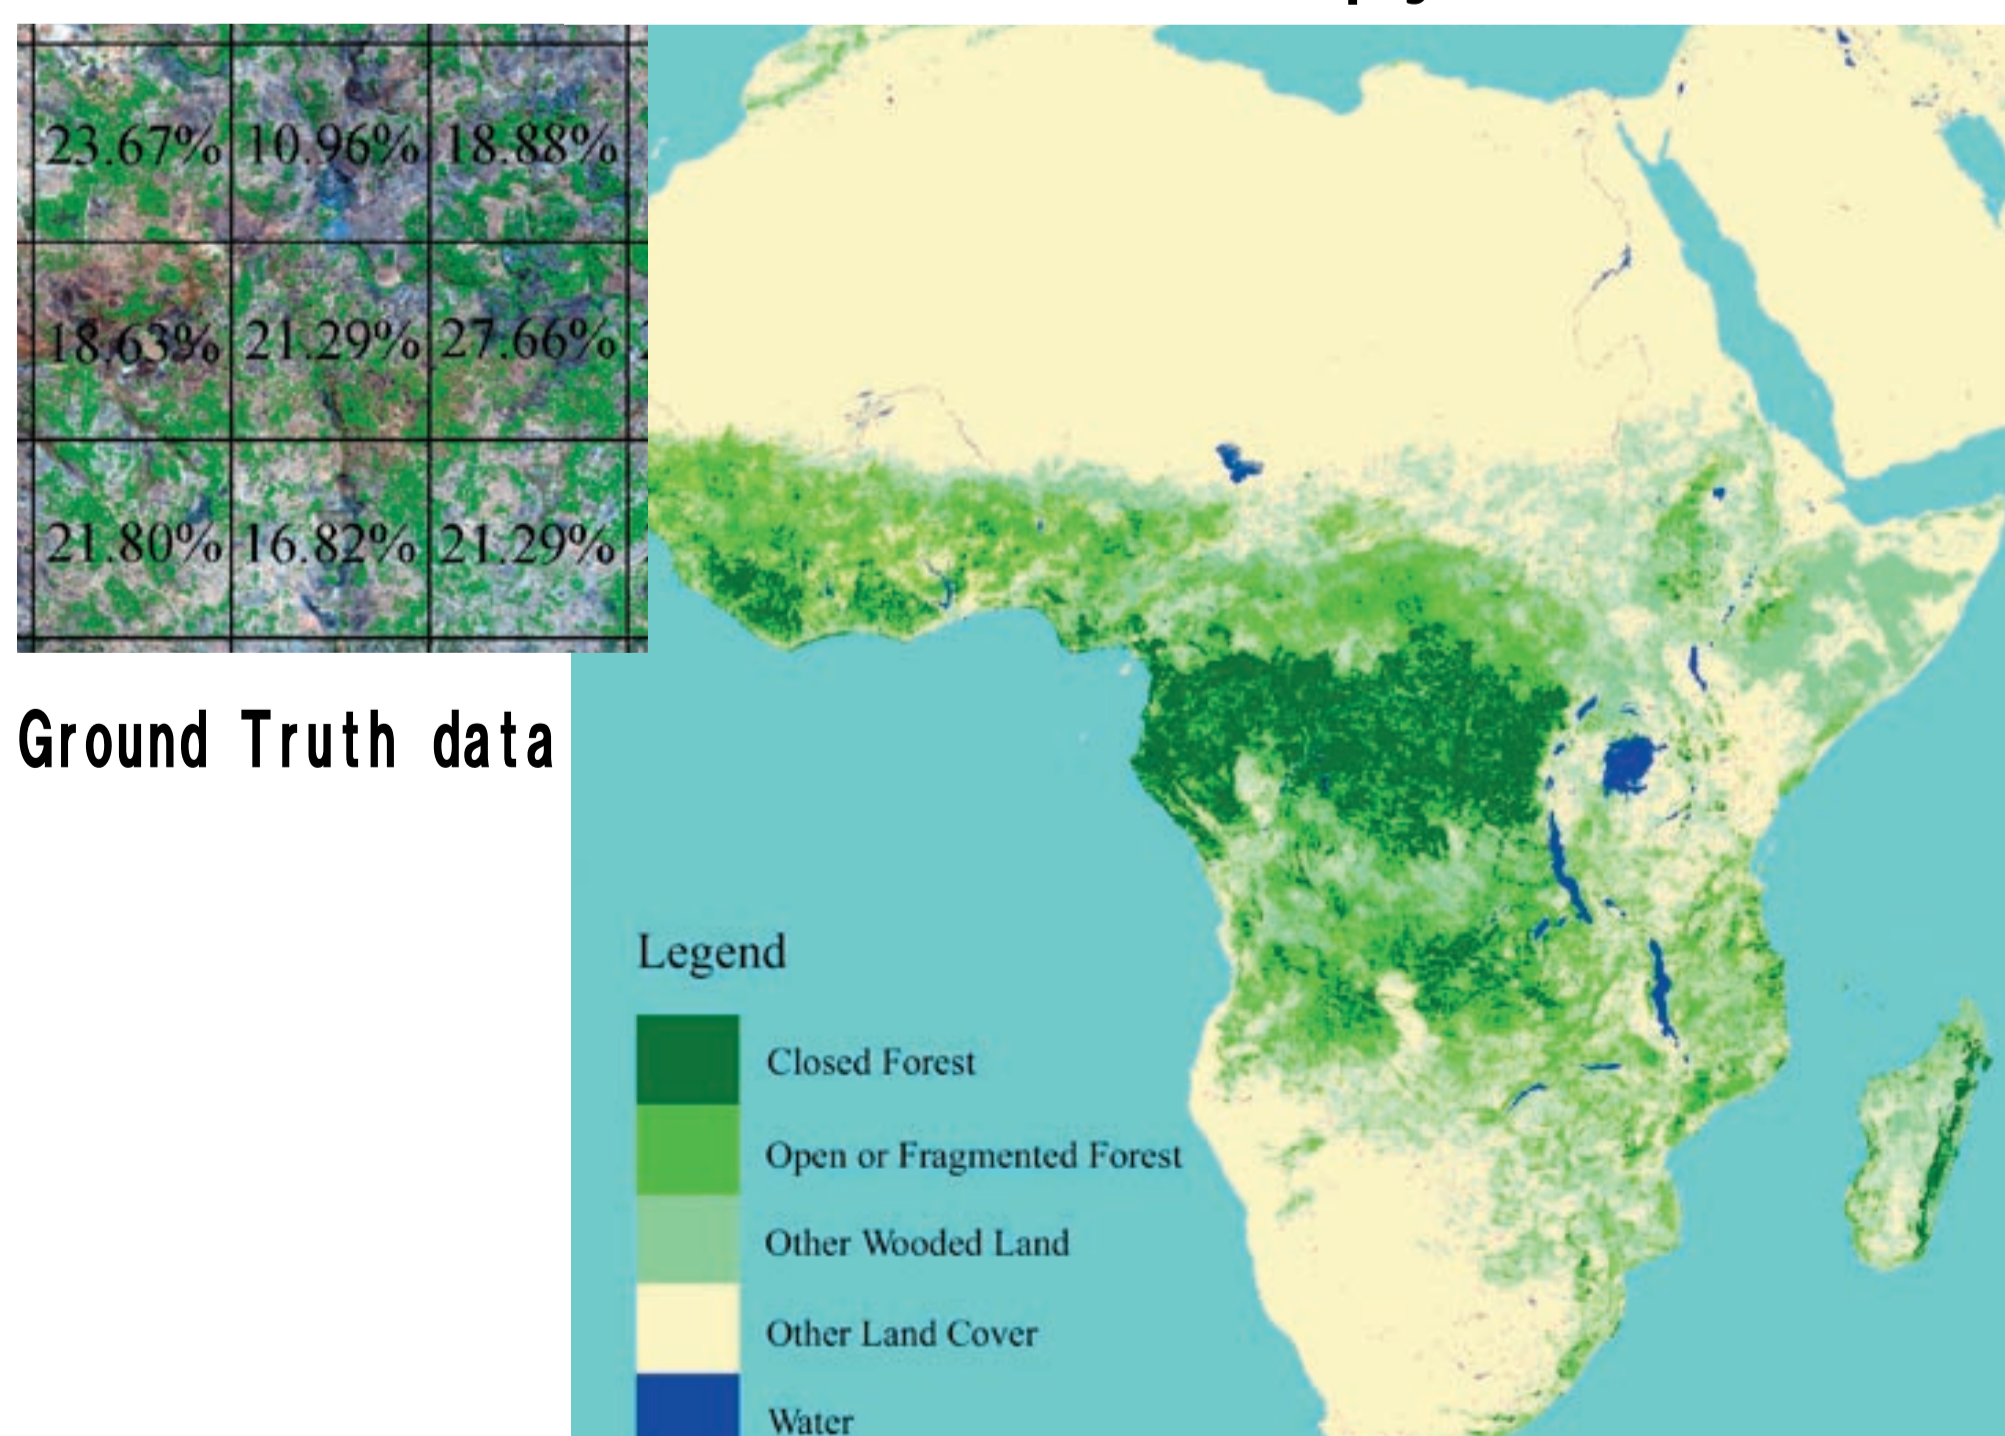 23.67% 10.96% 18.88%
18.63% 21.29% 27.66%
21.80% 16.82% 21.29%
Ground Truth data
Legend
Closed Forest
Open or Fragmented Forest
Other Wooded Land
Other Land Cover
Water